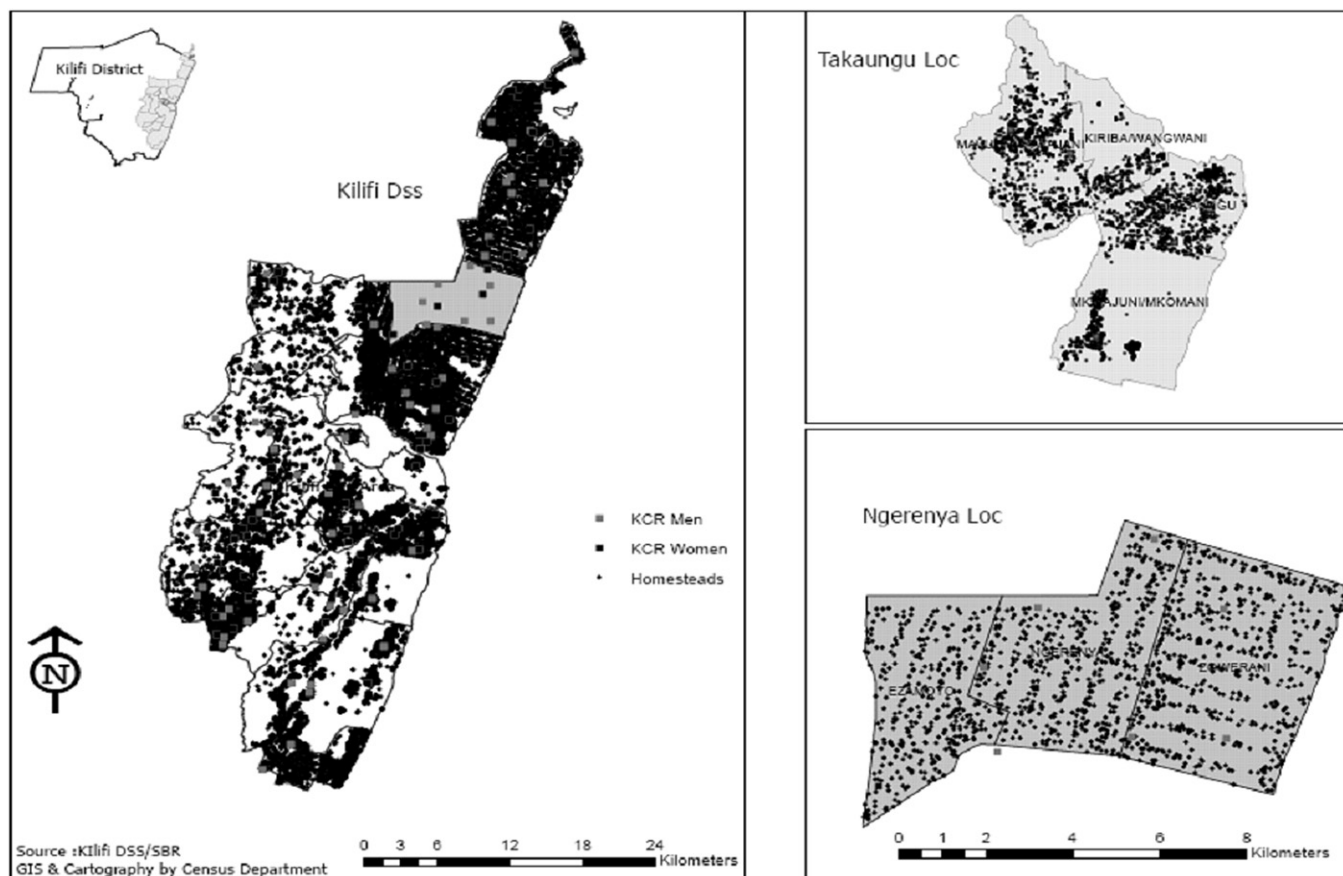 Kilifi District
Kilifi Dss
KCR Men
KCR Women
Homesteads
N
0 3 6 12 18 24
Kilometers
Source :KIlifi DSS/SBR
GIS & Cartography by Census Department
Takaungu Loc
KIRIBA/WANGWANI
Ngerenya Loc
EZAMOYO
NGERENYA
0 1 2 4 6 8
Kilometers